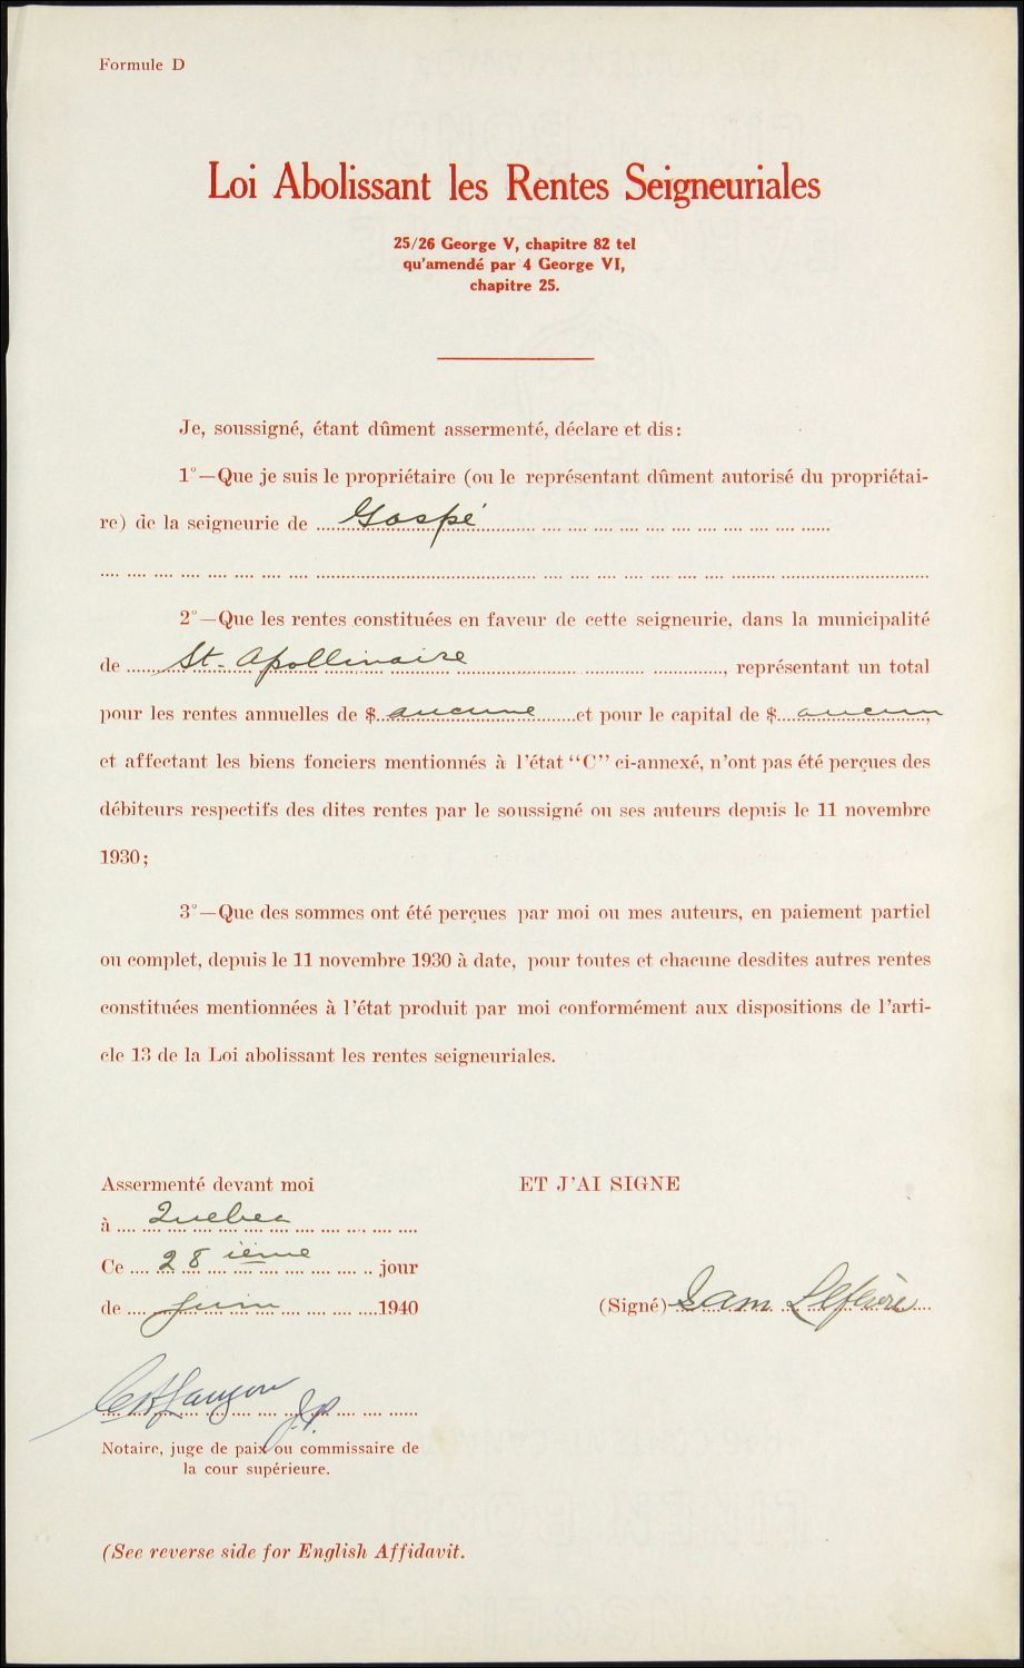 Formule D
Loi Abolissant les Rentes Seigneuriales
25/26 George V, chapitre 82 tel
qu'amendé par 4 George VI,
chapitre 25.
Je, soussigné, étant dûment assermenté, déclare et dis:
1°—Que je suis le propriétaire (ou le représentant dûment autorisé du propriétai-
re) de la seigneurie de Gaspé
2°—Que les rentes constituées en faveur de cette seigneurie, dans la municipalité
de St-Apollinaire, représentant un total
pour les rentes annuelles de $ aucune et pour le capital de $ aucun,
et affectant les biens fonciers mentionnés à l'état "C" ci-annexé, n'ont pas été perçues des
débiteurs respectifs des dites rentes par le soussigné ou ses auteurs depuis le 11 novembre
1930;
3°—Que des sommes ont été perçues par moi ou mes auteurs, en paiement partiel
ou complet, depuis le 11 novembre 1930 à date, pour toutes et chacune desdites autres rentes
constituées mentionnées à l'état produit par moi conformément aux dispositions de l'arti-
cle 13 de la Loi abolissant les rentes seigneuriales.
Assermenté devant moi
ET J'AI SIGNE
à Quebec
Ce 28 ième jour
de juin 1940
(Signé) Sam Lefebvre
J.P.
Notaire, juge de paix ou commissaire de
la cour supérieure.
(See reverse side for English Affidavit.